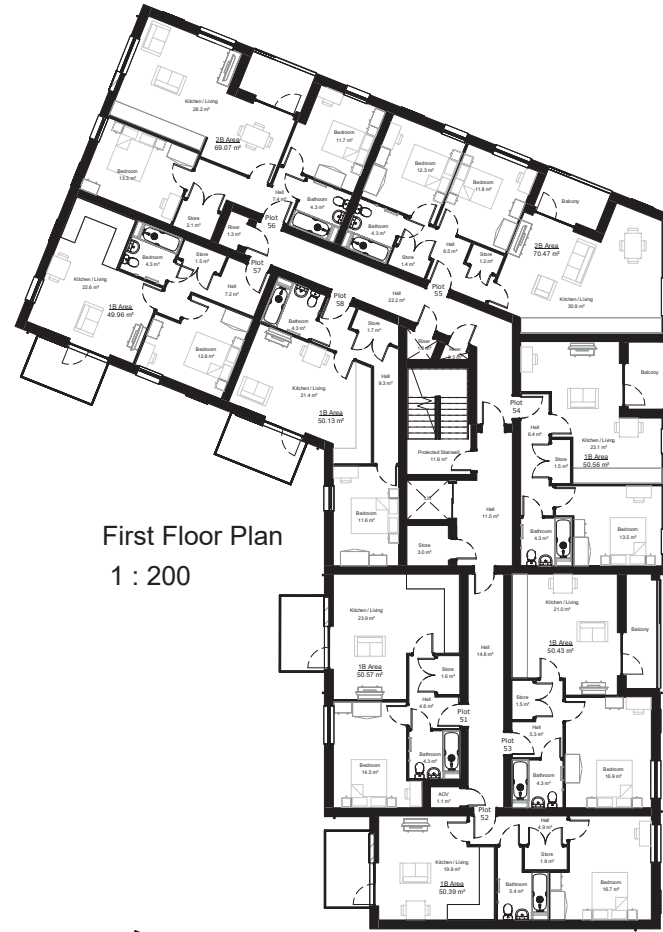 Kitchen / Living
28.2 m²
2B Area
69.07 m²
Bedroom
11.7 m²
Bedroom
13.3 m²
Hall
7.4 m²
Bathroom
4.3 m²
Store
2.1 m²
Riser
1.3 m²
Plot
56
Bedroom
12.3 m²
Bedroom
11.8 m²
Balcony
Bathroom
4.3 m²
Store
1.4 m²
Hall
6.5 m²
Store
1.2 m²
2B Area
70.47 m²
Kitchen / Living
30.9 m²
Plot
55
Kitchen / Living
22.6 m²
1B Area
49.96 m²
Bedroom
4.3 m²
Store
1.5 m²
Hall
7.2 m²
Bedroom
12.6 m²
Plot
57
Plot
58
Hall
22.2 m²
Bathroom
4.3 m²
Store
1.7 m²
Hall
9.3 m²
Kitchen / Living
21.4 m²
1B Area
50.13 m²
Bedroom
11.6 m²
Riser
Riser
Protected Stairwell
11.9 m²
Lift
Store
3.0 m²
Hall
11.5 m²
Plot
54
Balcony
Hall
6.4 m²
Kitchen / Living
23.1 m²
1B Area
50.56 m²
Store
1.5 m²
Bathroom
4.3 m²
Bedroom
13.5 m²
First Floor Plan
1 : 200
Kitchen / Living
23.9 m²
1B Area
50.57 m²
Store
1.6 m²
Hall
4.8 m²
Plot
51
Bathroom
4.3 m²
Bedroom
14.5 m²
AOV
1.1 m²
Hall
14.8 m²
Kitchen / Living
21.0 m²
Balcony
1B Area
50.43 m²
Store
1.5 m²
Hall
5.3 m²
Plot
53
Bathroom
4.3 m²
Bedroom
16.9 m²
Plot
52
Hall
4.9 m²
Store
1.8 m²
Kitchen / Living
19.9 m²
1B Area
50.39 m²
Bathroom
5.4 m²
Bedroom
16.7 m²